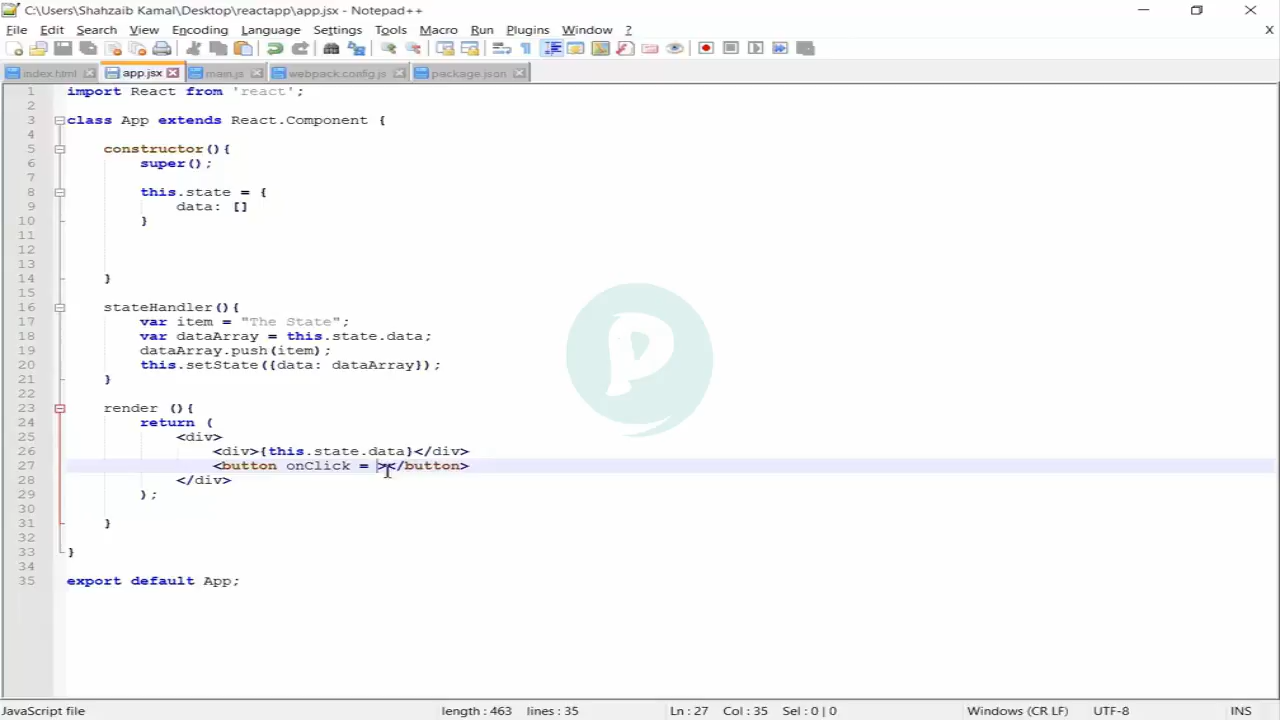 C:\Users\Shahzaib Kamal\Desktop\reactapp\app.jsx - Notepad++
File Edit Search View Encoding Language Settings Tools Macro Run Plugins Window ? X
index.html app.jsx main.js webpack.config.js package.json
1 import React from 'react';
2
3 class App extends React.Component {
4
5 constructor(){
6 super();
7
8 this.state = {
9 data: []
10 }
11
12
13
14 }
15
16 stateHandler(){
17 var item = "The State";
18 var dataArray = this.state.data;
19 dataArray.push(item);
20 this.setState({data: dataArray});
21 }
22
23 render (){
24 return (
25 <div>
26 <div>{this.state.data}</div>
27 <button onClick = ></button>
28 </div>
29 );
30
31 }
32
33 }
34
35 export default App;
P
JavaScript file length : 463 lines : 35 Ln : 27 Col : 35 Sel : 0 | 0 Windows (CR LF) UTF-8 INS